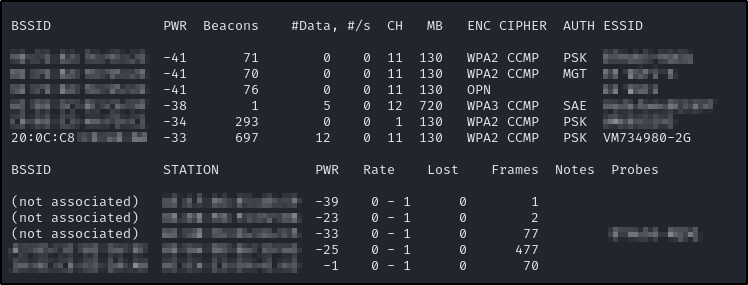 BSSID PWR Beacons #Data, #/s CH MB ENC CIPHER AUTH ESSID
-41 71 0 0 11 130 WPA2 CCMP PSK
-41 70 0 0 11 130 WPA2 CCMP MGT
-41 76 0 0 11 130 OPN
-38 1 5 0 12 720 WPA3 CCMP SAE
-34 293 0 0 1 130 WPA2 CCMP PSK
20:0C:C8 -33 697 12 0 11 130 WPA2 CCMP PSK VM734980-2G
BSSID STATION PWR Rate Lost Frames Notes Probes
(not associated) -39 0 - 1 0 1
(not associated) -23 0 - 1 0 2
(not associated) -33 0 - 1 0 77
-25 0 - 1 0 477
-1 0 - 1 0 70